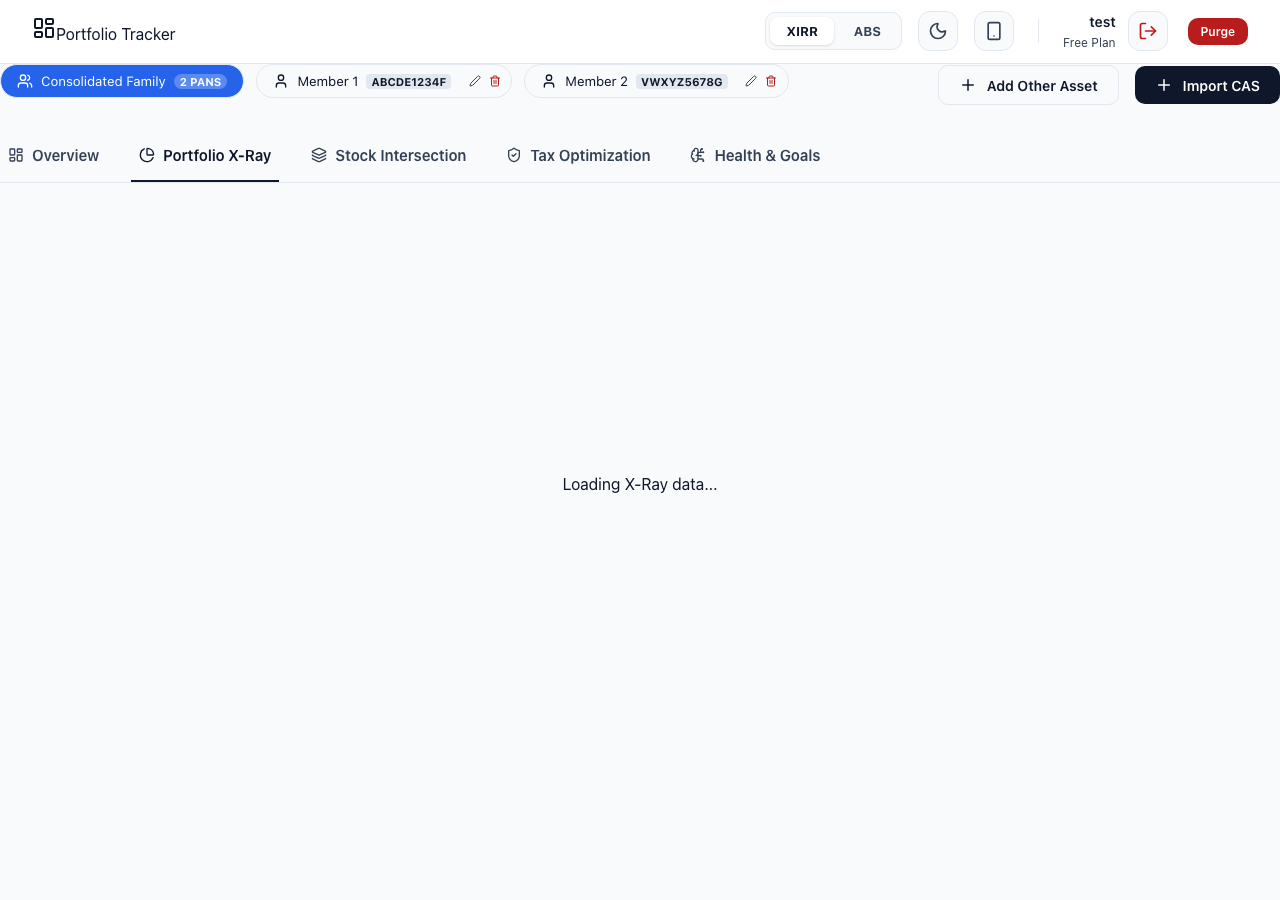 Portfolio Tracker
XIRR ABS
test
Free Plan
Purge
Consolidated Family 2 PANS
Member 1 ABCDE1234F
Member 2 VWXYZ5678G
Add Other Asset
Import CAS
Overview
Portfolio X-Ray
Stock Intersection
Tax Optimization
Health & Goals
Loading X-Ray data...